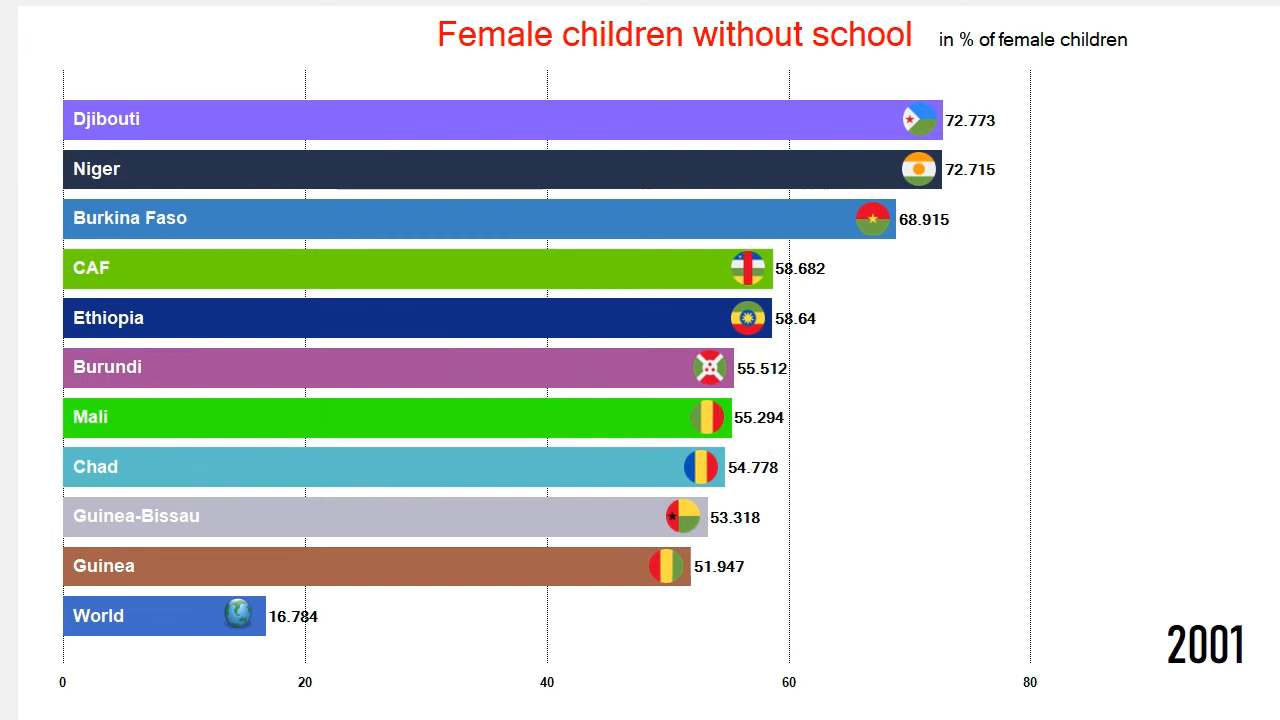 Female children without school in % of female children
Djibouti 72.773
Niger 72.715
Burkina Faso 68.915
CAF 58.682
Ethiopia 58.64
Burundi 55.512
Mali 55.294
Chad 54.778
Guinea-Bissau 53.318
Guinea 51.947
World 16.784
2001
0 20 40 60 80